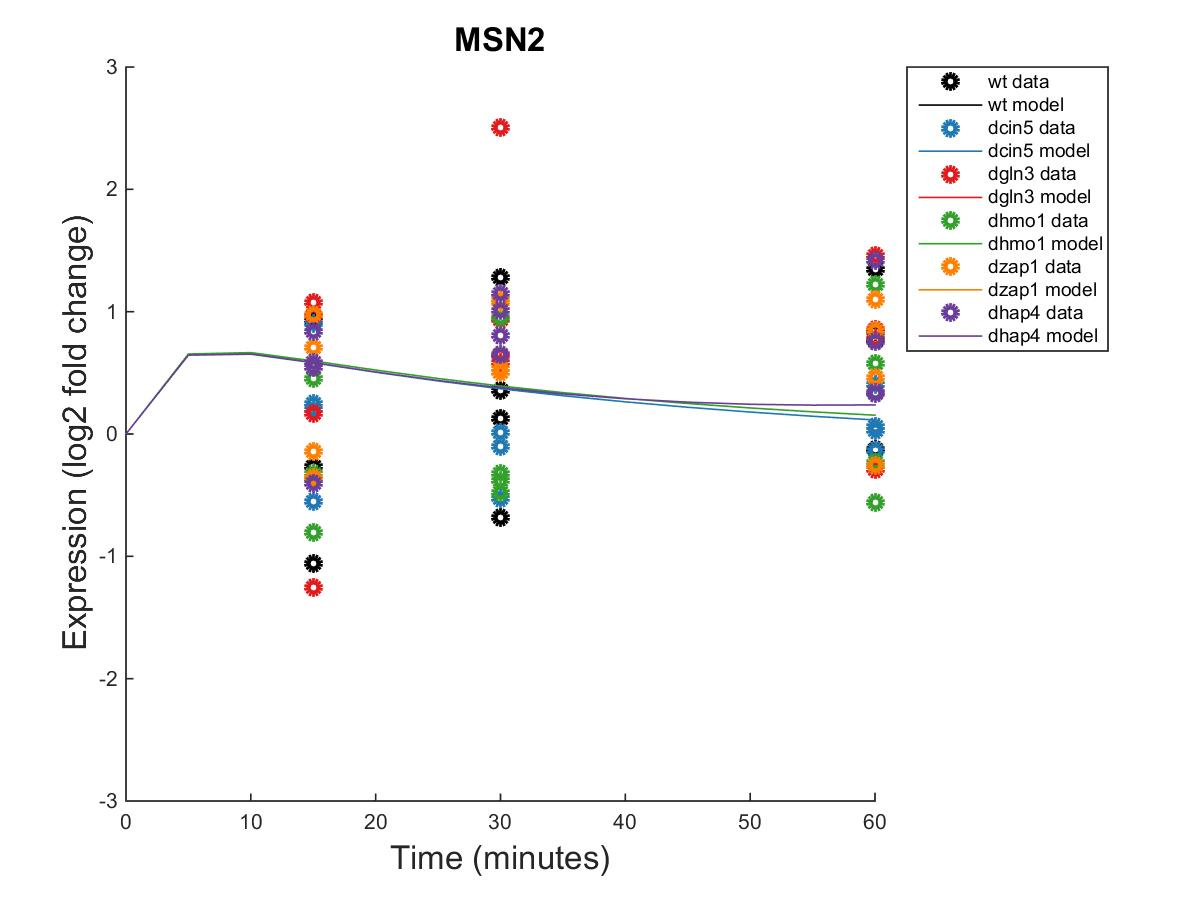 MSN2
Expression (log2 fold change)
3
2
1
0
-1
-2
-3
0 10 20 30 40 50 60
Time (minutes)
wt data
wt model
dcin5 data
dcin5 model
dgln3 data
dgln3 model
dhmo1 data
dhmo1 model
dzap1 data
dzap1 model
dhap4 data
dhap4 model